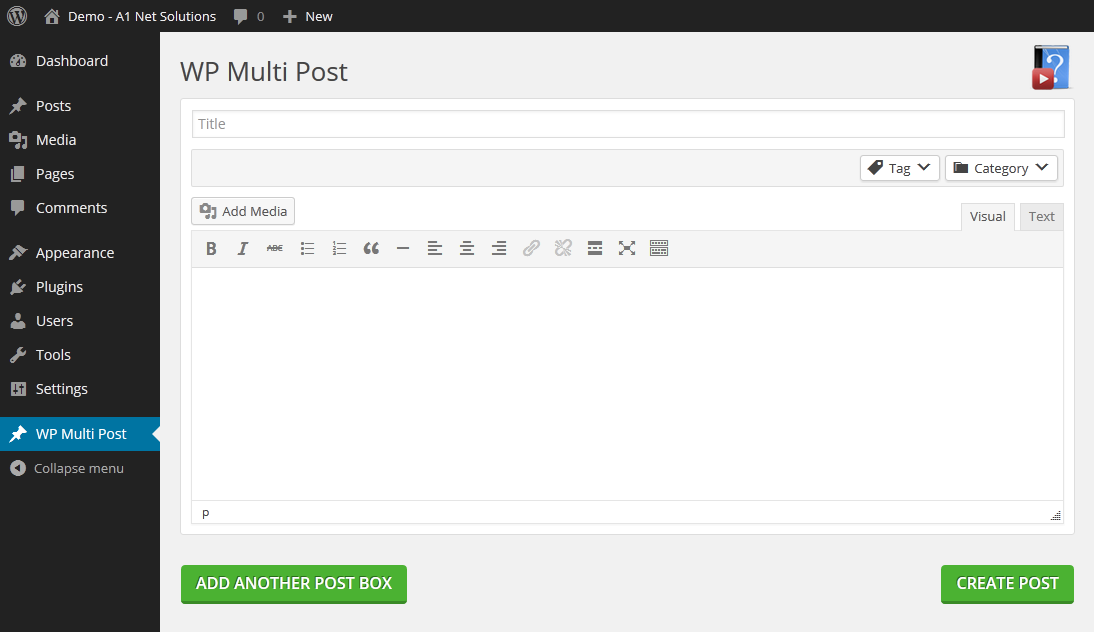 Demo - A1 Net Solutions 0 New
Dashboard
Posts
Media
Pages
Comments
Appearance
Plugins
Users
Tools
Settings
WP Multi Post
Collapse menu
WP Multi Post
?
Title
Tag Category
Add Media
Visual Text
B I ABC
p
ADD ANOTHER POST BOX CREATE POST